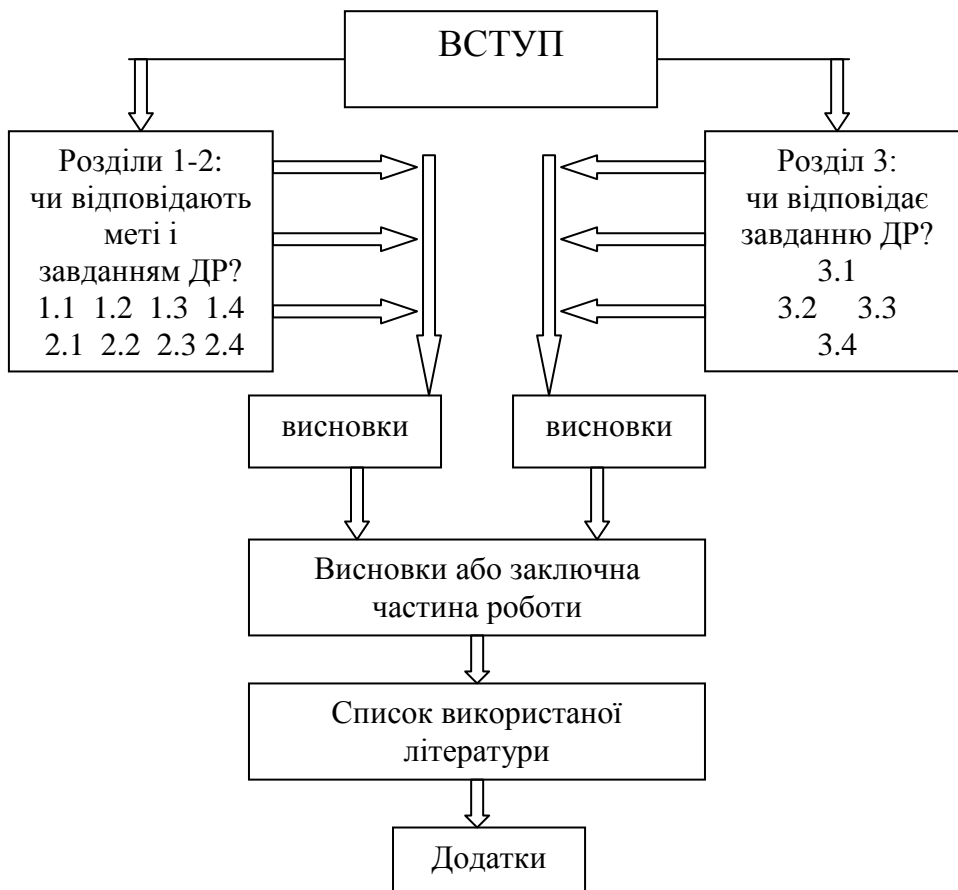 ВСТУП
Розділи 1-2:
чи відповідають
меті і
завданням ДР?
1.1 1.2 1.3 1.4
2.1 2.2 2.3 2.4
Розділ 3:
чи відповідає
завданню ДР?
3.1
3.2 3.3
3.4
висновки
висновки
Висновки або заключна
частина роботи
Список використаної
літератури
Додатки